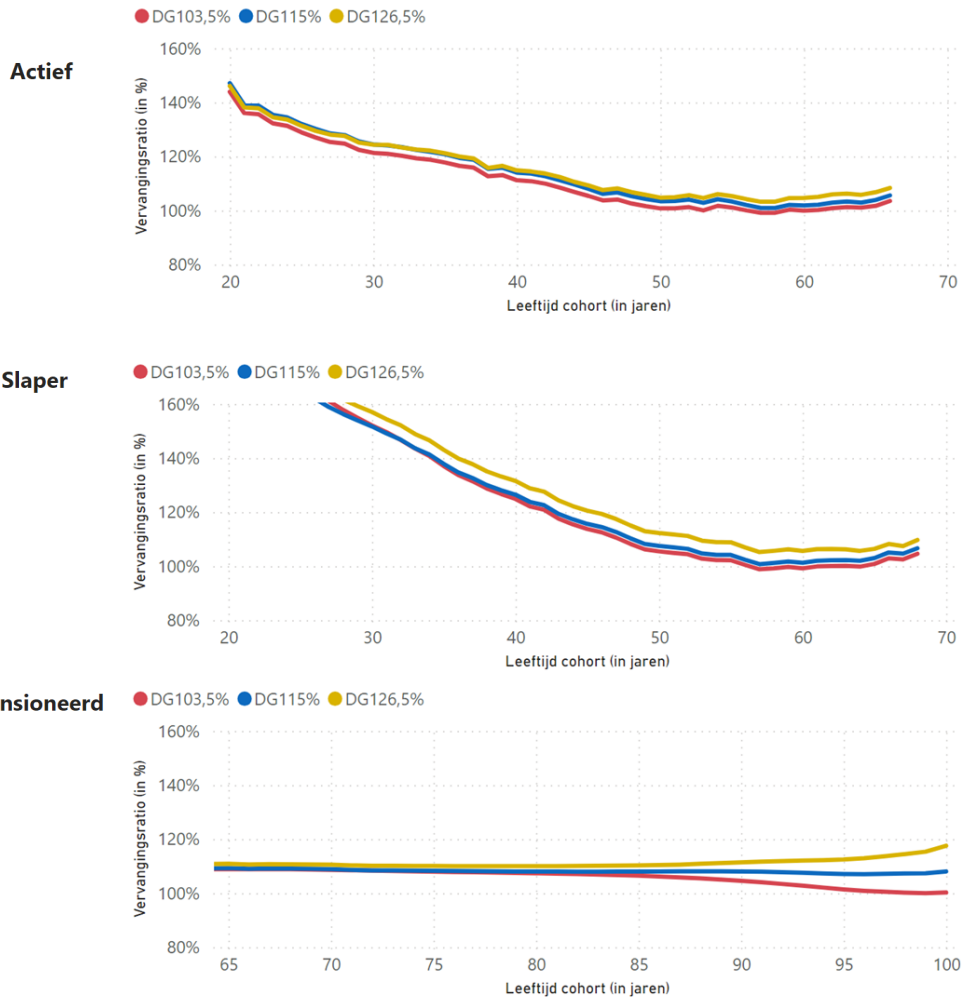 DG103,5% DG115% DG126,5%
Actief
Vervangingsratio (in %)
160%
140%
120%
100%
80%
20 30 40 50 60 70
Leeftijd cohort (in jaren)
Slaper
DG103,5% DG115% DG126,5%
Vervangingsratio (in %)
160%
140%
120%
100%
80%
20 30 40 50 60 70
Leeftijd cohort (in jaren)
nsioneerd
DG103,5% DG115% DG126,5%
Vervangingsratio (in %)
160%
140%
120%
100%
80%
65 70 75 80 85 90 95 100
Leeftijd cohort (in jaren)